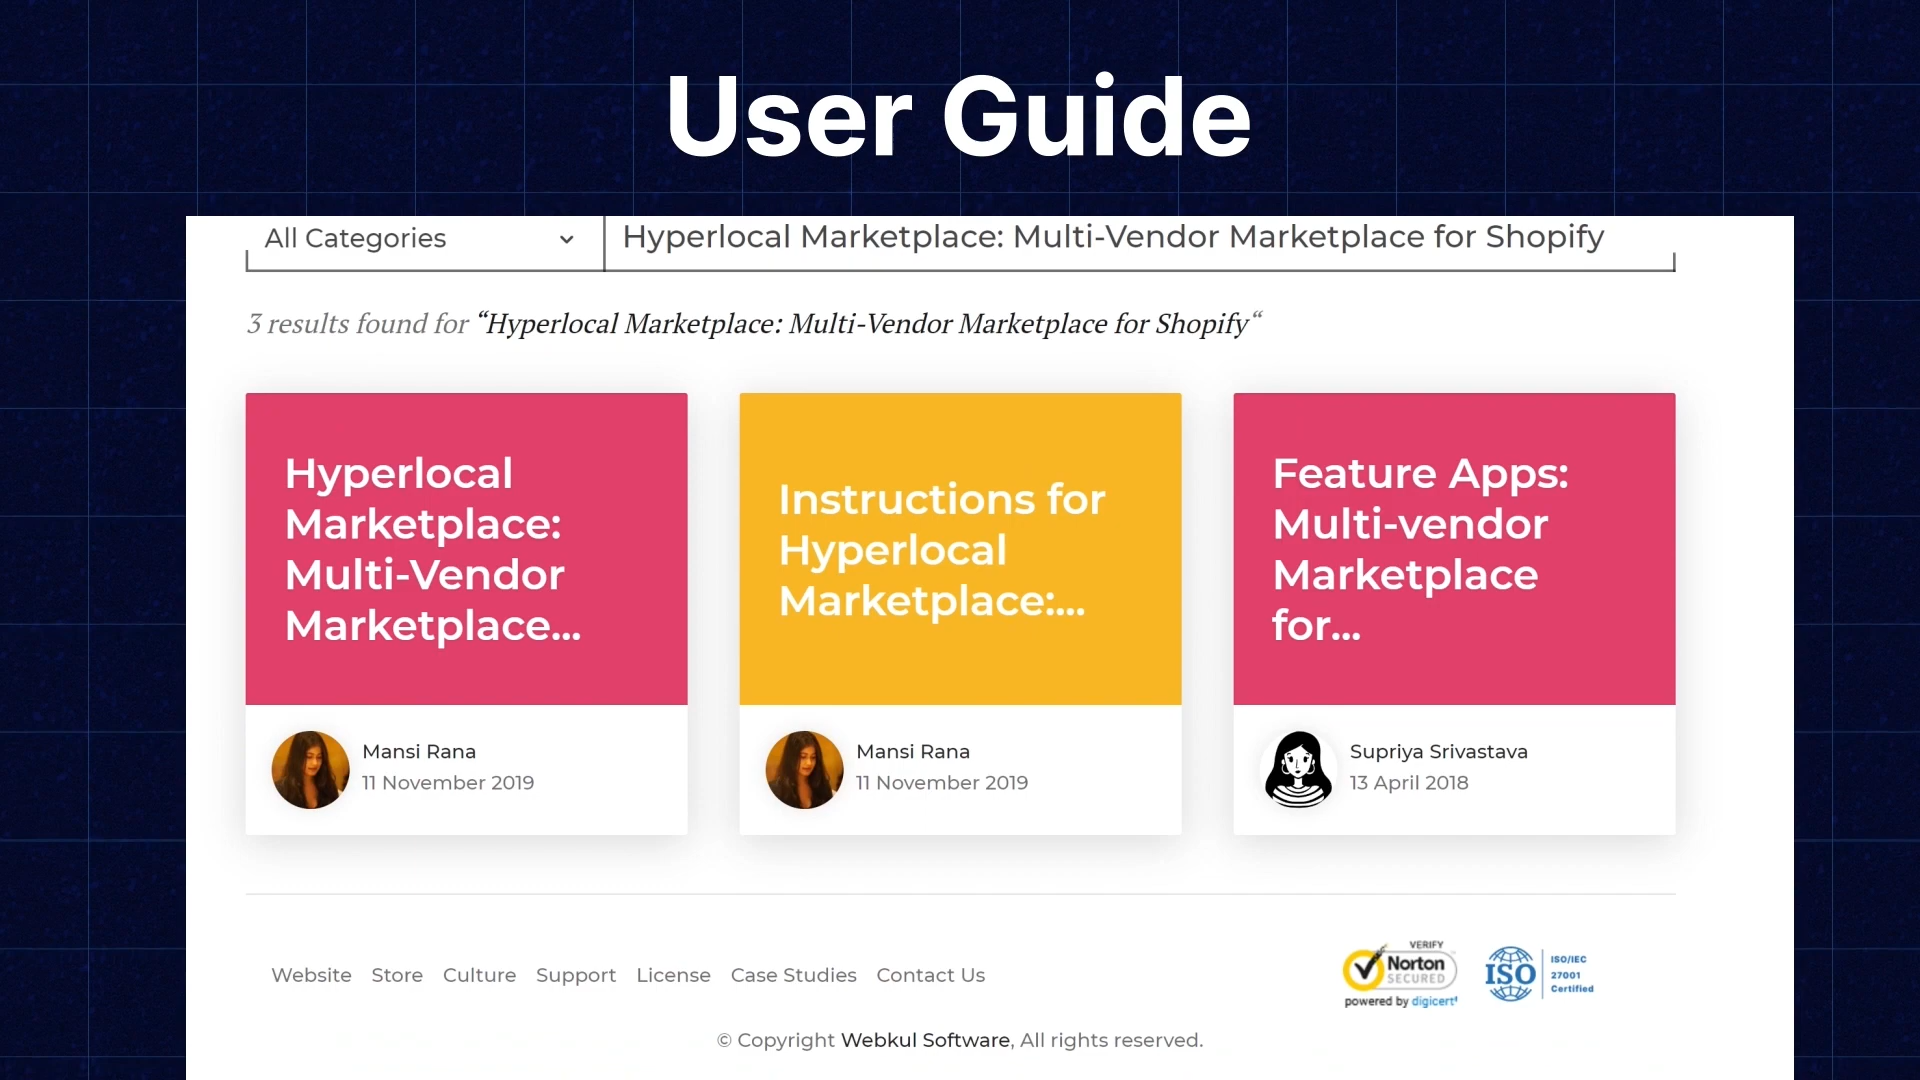 User Guide
All Categories
Hyperlocal Marketplace: Multi-Vendor Marketplace for Shopify
3 results found for “Hyperlocal Marketplace: Multi-Vendor Marketplace for Shopify“
Hyperlocal
Marketplace:
Multi-Vendor
Marketplace...
Mansi Rana
11 November 2019
Instructions for
Hyperlocal
Marketplace:...
Mansi Rana
11 November 2019
Feature Apps:
Multi-vendor
Marketplace
for...
Supriya Srivastava
13 April 2018
Website Store Culture Support License Case Studies Contact Us
VERIFY
Norton
SECURED
powered by digicert
ISO
ISO/IEC
27001
Certified
© Copyright Webkul Software, All rights reserved.